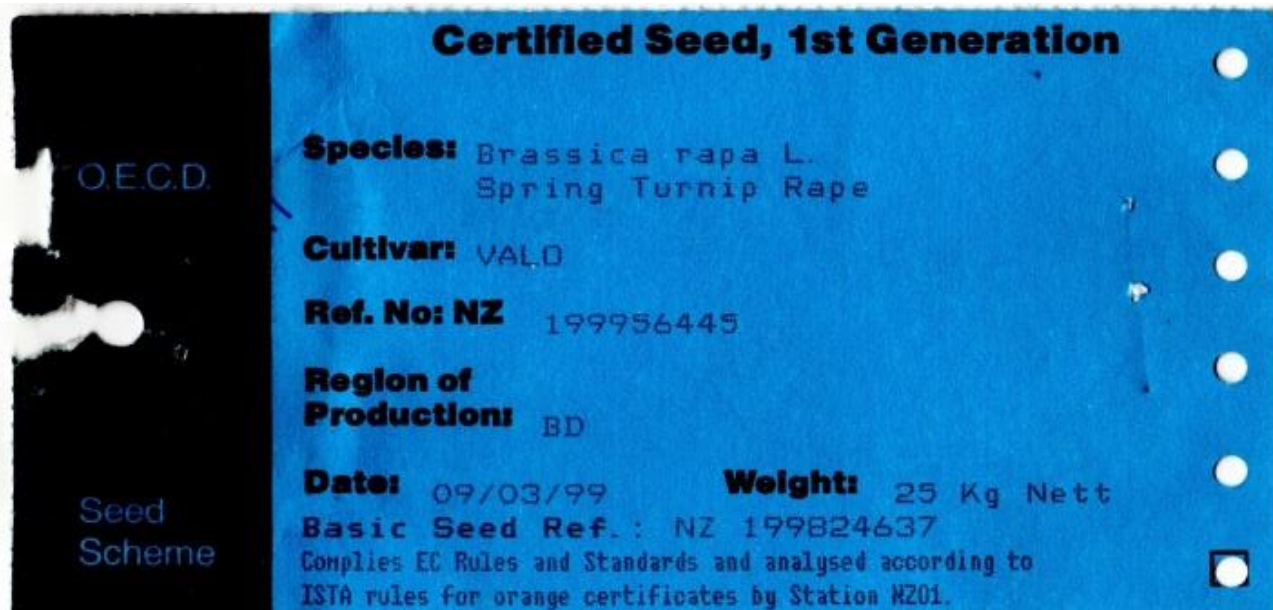 Certified Seed, 1st Generation
O.E.C.D.
Seed
Scheme
Species: Brassica rapa L.
Spring Turnip Rape
Cultivar: VALO
Ref. No: NZ 199956445
Region of
Production: BD
Date: 09/03/99 Weight: 25 Kg Nett
Basic Seed Ref.: NZ 199824637
Complies EC Rules and Standards and analysed according to
ISTA rules for orange certificates by Station NZ01.